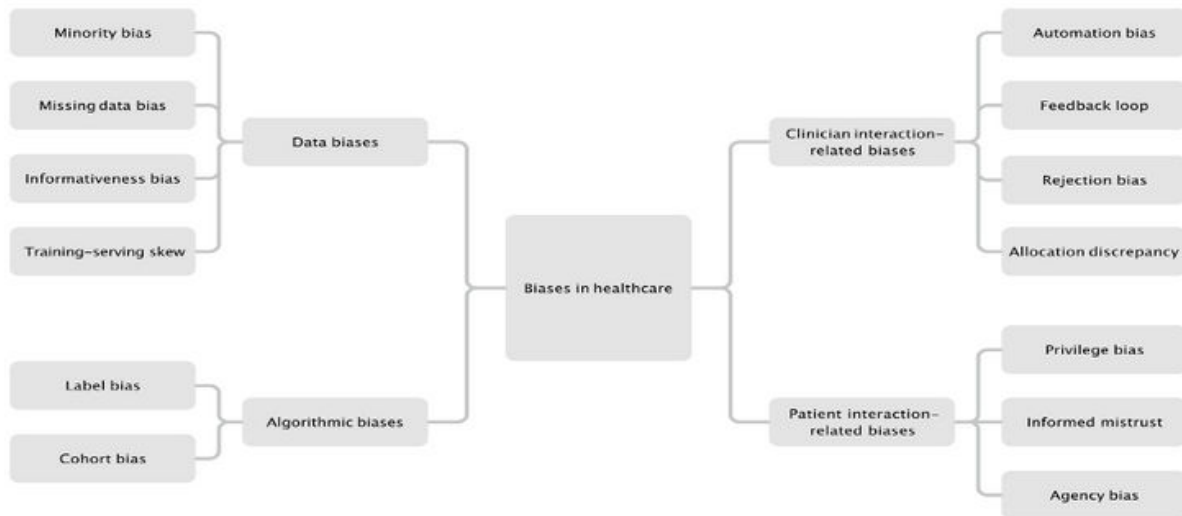 Minority bias
Missing data bias
Informativeness bias
Training–serving skew
Data biases
Label bias
Cohort bias
Algorithmic biases
Biases in healthcare
Clinician interaction–
related biases
Automation bias
Feedback loop
Rejection bias
Allocation discrepancy
Patient interaction–
related biases
Privilege bias
Informed mistrust
Agency bias